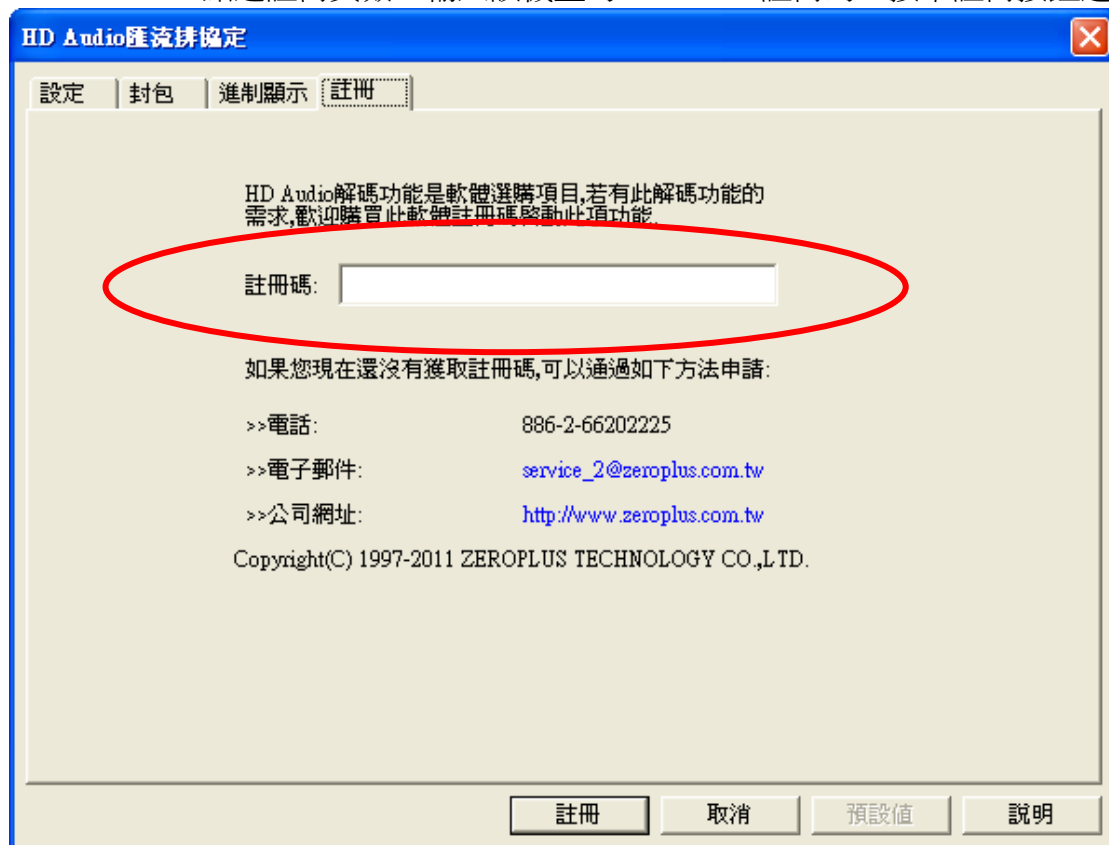 HD Audio匯流排協定
設定 封包 進制顯示 註冊
HD Audio解碼功能是軟體選購項目,若有此解碼功能的
需求,歡迎購買此軟體註冊碼啟動此項功能.
註冊碼:
如果您現在還沒有獲取註冊碼,可以通過如下方法申請:
>>電話: 886-2-66202225
>>電子郵件: service_2@zeroplus.com.tw
>>公司網址: http://www.zeroplus.com.tw
Copyright(C) 1997-2011 ZEROPLUS TECHNOLOGY CO.,LTD.
註冊 取消 預設值 說明